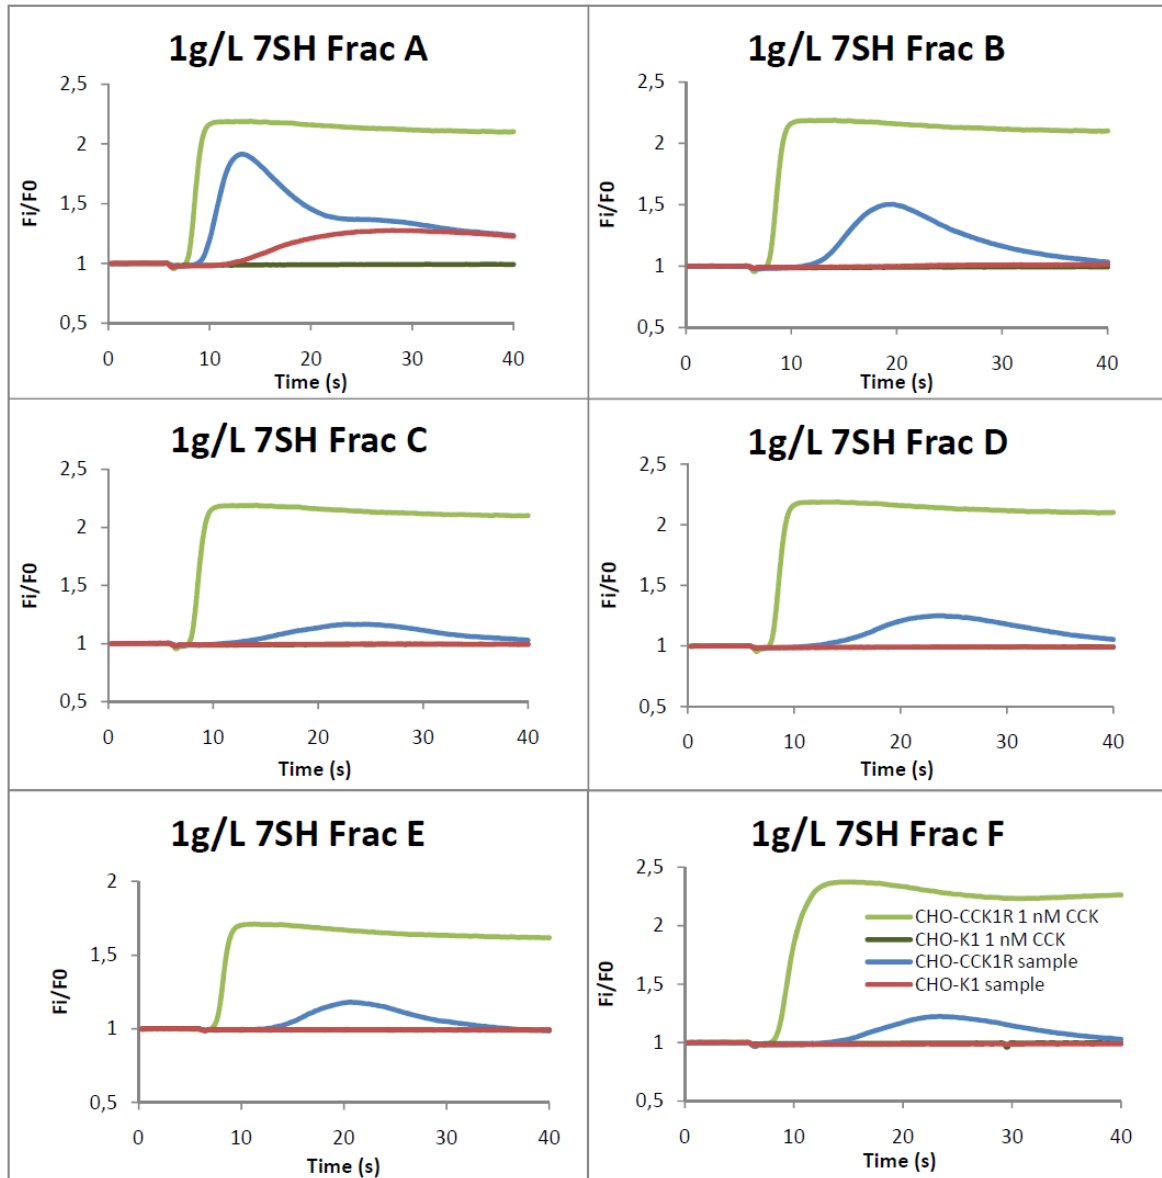 1g/L 7SH Frac A
2,5
2
1,5
1
0,5
Fi/F0
0 10 20 30 40
Time (s)
1g/L 7SH Frac B
2,5
2
1,5
1
0,5
Fi/F0
0 10 20 30 40
Time (s)
1g/L 7SH Frac C
2,5
2
1,5
1
0,5
Fi/F0
0 10 20 30 40
Time (s)
1g/L 7SH Frac D
2,5
2
1,5
1
0,5
Fi/F0
0 10 20 30 40
Time (s)
1g/L 7SH Frac E
2
1,5
1
0,5
Fi/F0
0 10 20 30 40
Time (s)
1g/L 7SH Frac F
2,5
2
1,5
1
0,5
Fi/F0
CHO-CCK1R 1 nM CCK
CHO-K1 1 nM CCK
CHO-CCK1R sample
CHO-K1 sample
0 10 20 30 40
Time (s)